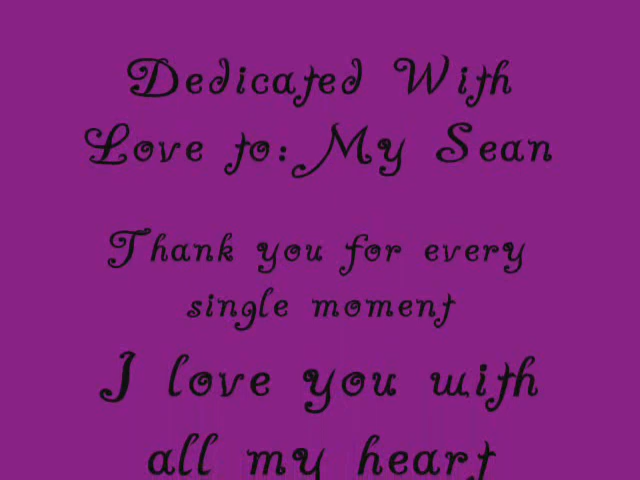 Dedicated With
Love to: My Sean
Thank you for every
single moment
I love you with
all my heart